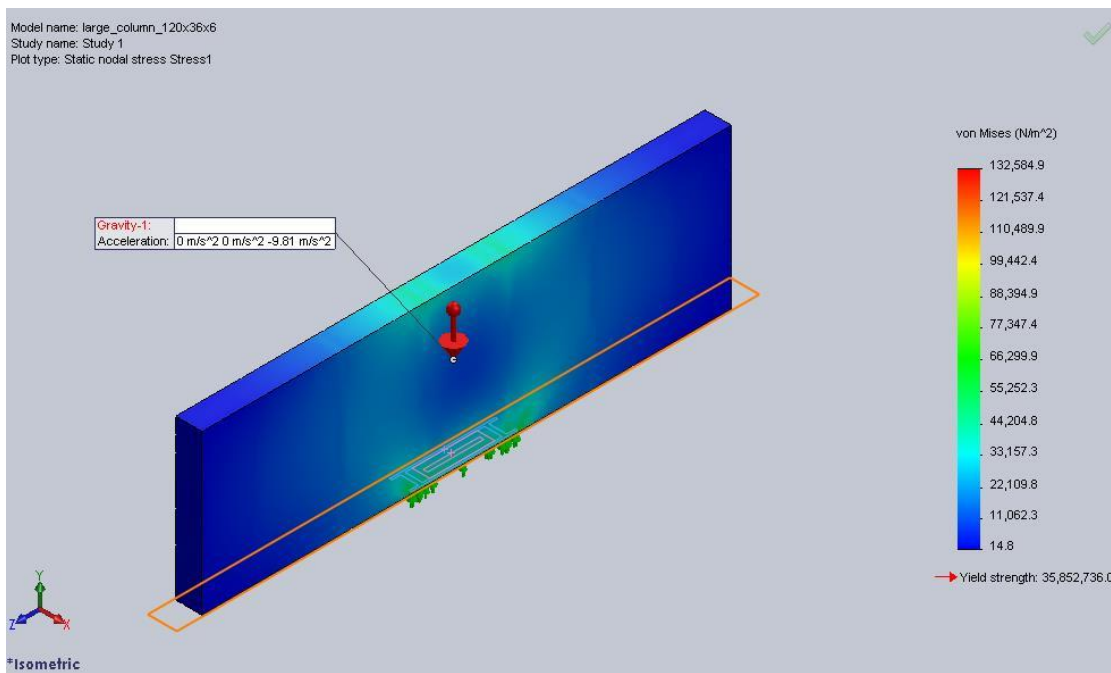 Model name: large_column_120x36x6
Study name: Study 1
Plot type: Static nodal stress Stress1
von Mises (N/m^2)
132,584.9
121,537.4
110,489.9
99,442.4
88,394.9
77,347.4
66,299.9
55,252.3
44,204.8
33,157.3
22,109.8
11,062.3
14.8
Yield strength: 35,852,736.0
Gravity-1:
Acceleration: 0 m/s^2 0 m/s^2 -9.81 m/s^2
Y
Z
X
*Isometric